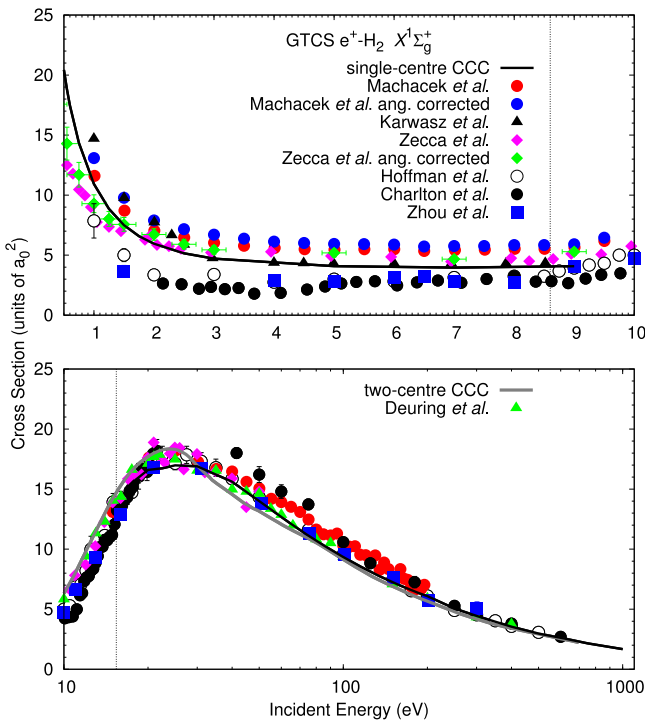 GTCS e⁺-H₂ X¹Σg⁺
single-centre CCC
Machacek et al.
Machacek et al. ang. corrected
Karwasz et al.
Zecca et al.
Zecca et al. ang. corrected
Hoffman et al.
Charlton et al.
Zhou et al.
25
20
15
10
5
0
1 2 3 4 5 6 7 8 9 10
Cross Section (units of a₀²)
two-centre CCC
Deuring et al.
25
20
15
10
5
0
10 100 1000
Incident Energy (eV)